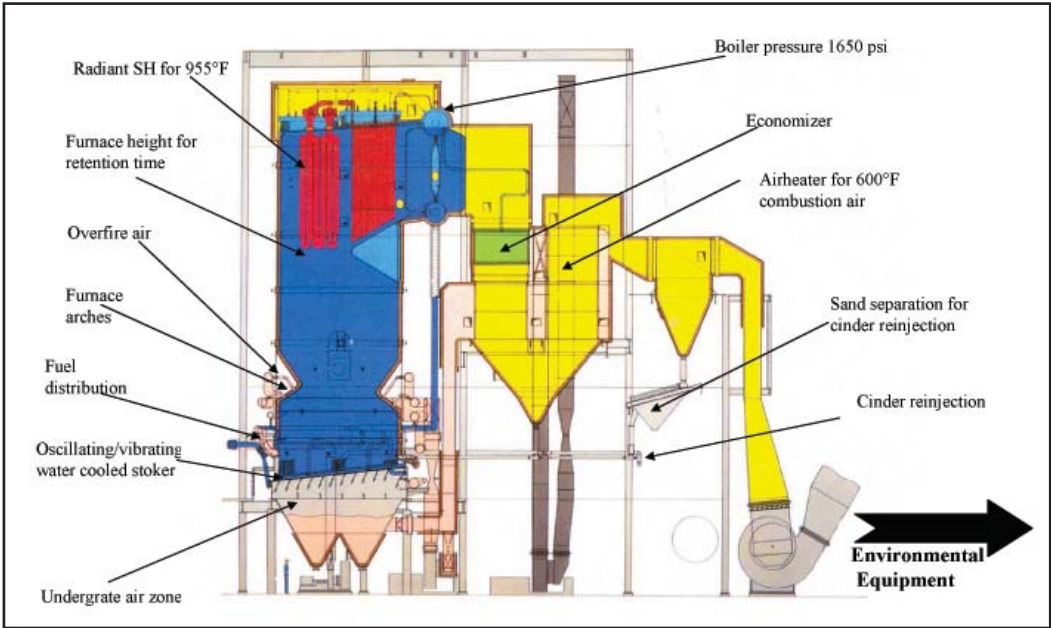 Radiant SH for 955°F
Furnace height for
retention time
Overfire air
Furnace
arches
Fuel
distribution
Oscillating/vibrating
water cooled stoker
Undergrate air zone
Boiler pressure 1650 psi
Economizer
Airheater for 600°F
combustion air
Sand separation for
cinder reinjection
Cinder reinjection
Environmental
Equipment